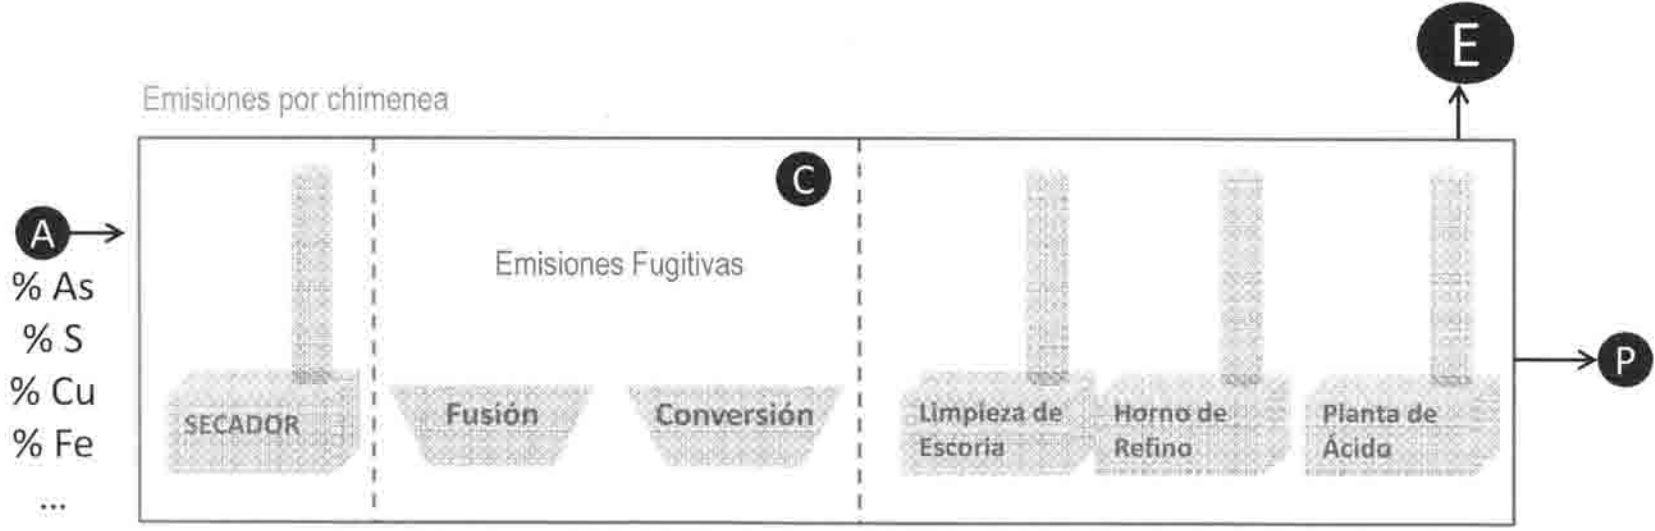 E
Emisiones por chimenea
C
A
Emisiones Fugitivas
% As
% S
% Cu
% Fe
...
P
SECADOR
Fusión
Conversión
Limpieza de
Escoria
Horno de
Refino
Planta de
Ácido